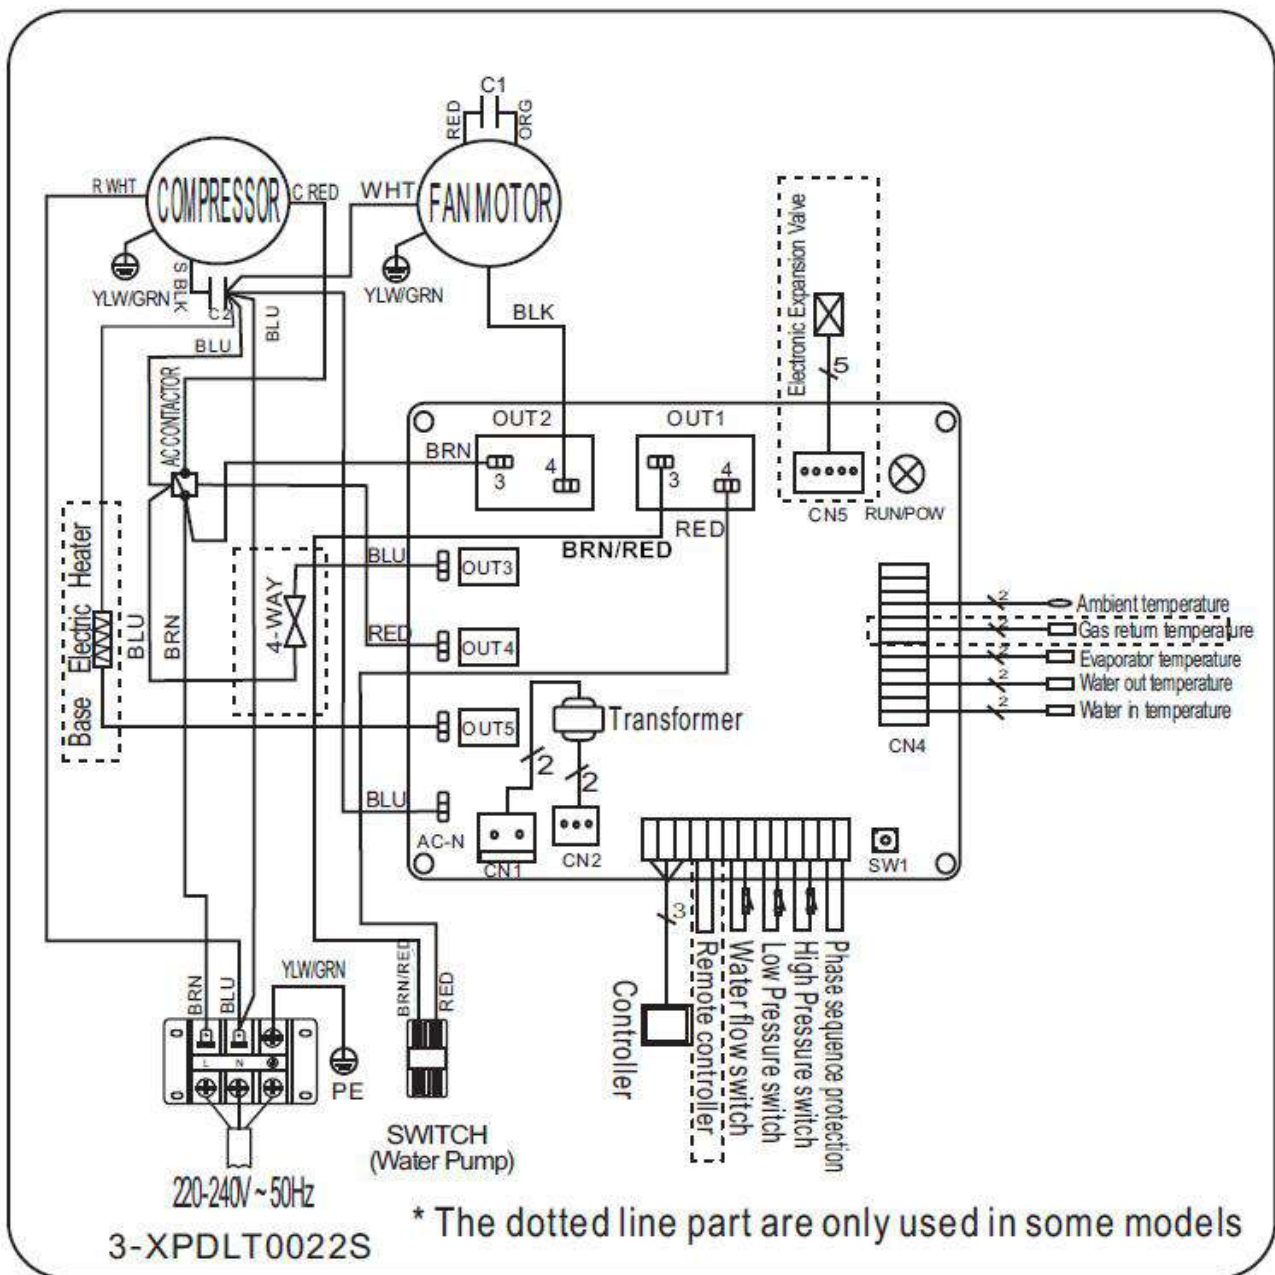 C1
RED
ORG
COMPRESSOR
R WHT
C RED
WHT
FAN MOTOR
S BLK
YLW/GRN
YLW/GRN
C2
BLU
BLU
BLK
Electronic Expansion Valve
5
AC CONTACTOR
OUT2
OUT1
BRN
3
4
3
4
CN5
RUN/POW
RED
BRN/RED
BLU
OUT3
4-WAY
Base Electric Heater
BLU
BRN
RED
OUT4
2
Ambient temperature
2
Gas return temperature
2
Evaporator temperature
2
Water out temperature
2
Water in temperature
CN4
OUT5
Transformer
2
2
BLU
AC-N
CN1
CN2
SW1
3
Controller
Remote controller
Water flow switch
Low Pressure switch
High Pressure switch
Phase sequence protection
BRN
BLU
YLW/GRN
BRN/RED
RED
L
N
PE
SWITCH
(Water Pump)
220-240V ~ 50Hz
3-XPDLT0022S
* The dotted line part are only used in some models